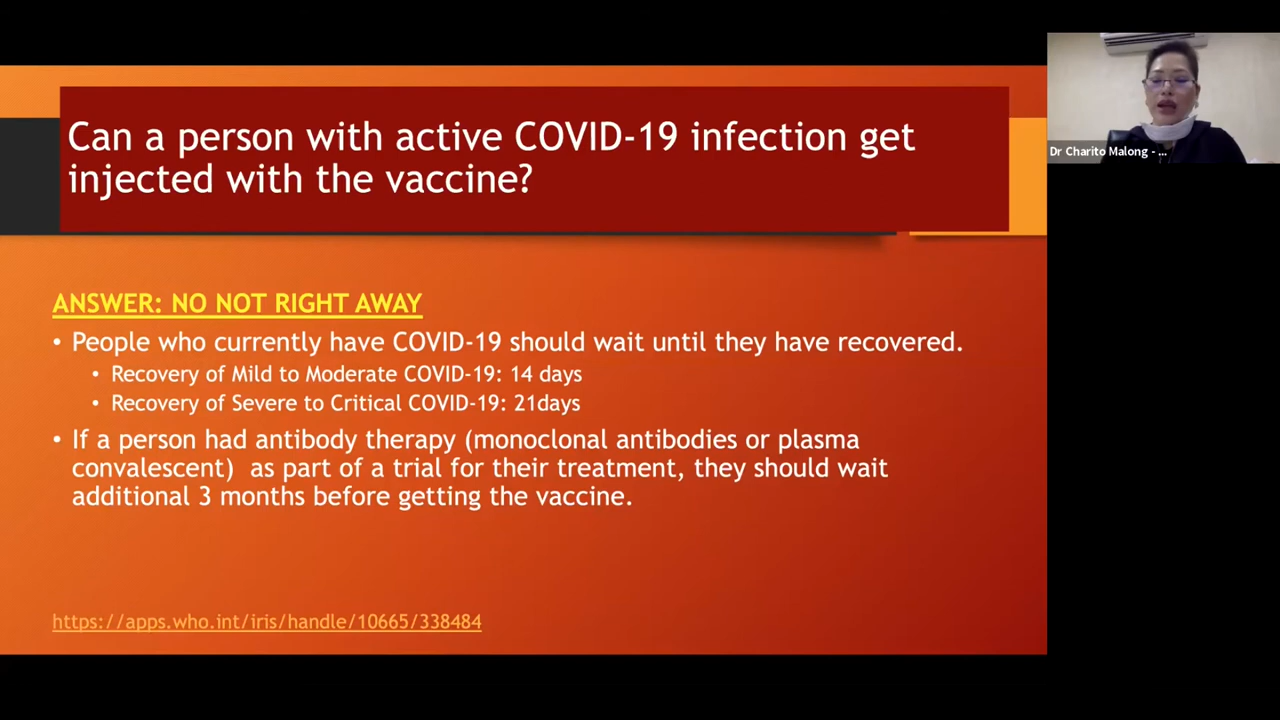 Can a person with active COVID-19 infection get
injected with the vaccine?
Dr Charito Malong - ...
ANSWER: NO NOT RIGHT AWAY
• People who currently have COVID-19 should wait until they have recovered.
• Recovery of Mild to Moderate COVID-19: 14 days
• Recovery of Severe to Critical COVID-19: 21days
• If a person had antibody therapy (monoclonal antibodies or plasma
convalescent)  as part of a trial for their treatment, they should wait
additional 3 months before getting the vaccine.
https://apps.who.int/iris/handle/10665/338484